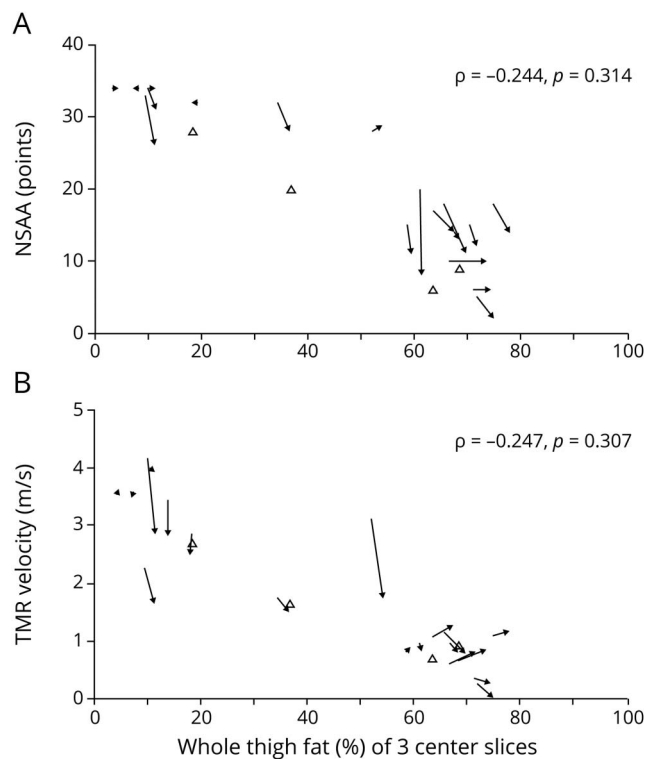 A
40
30
20
10
0
NSAA (points)
ρ = –0.244, p = 0.314
0 20 40 60 80 100
B
5
4
3
2
1
0
TMR velocity (m/s)
ρ = –0.247, p = 0.307
0 20 40 60 80 100
Whole thigh fat (%) of 3 center slices